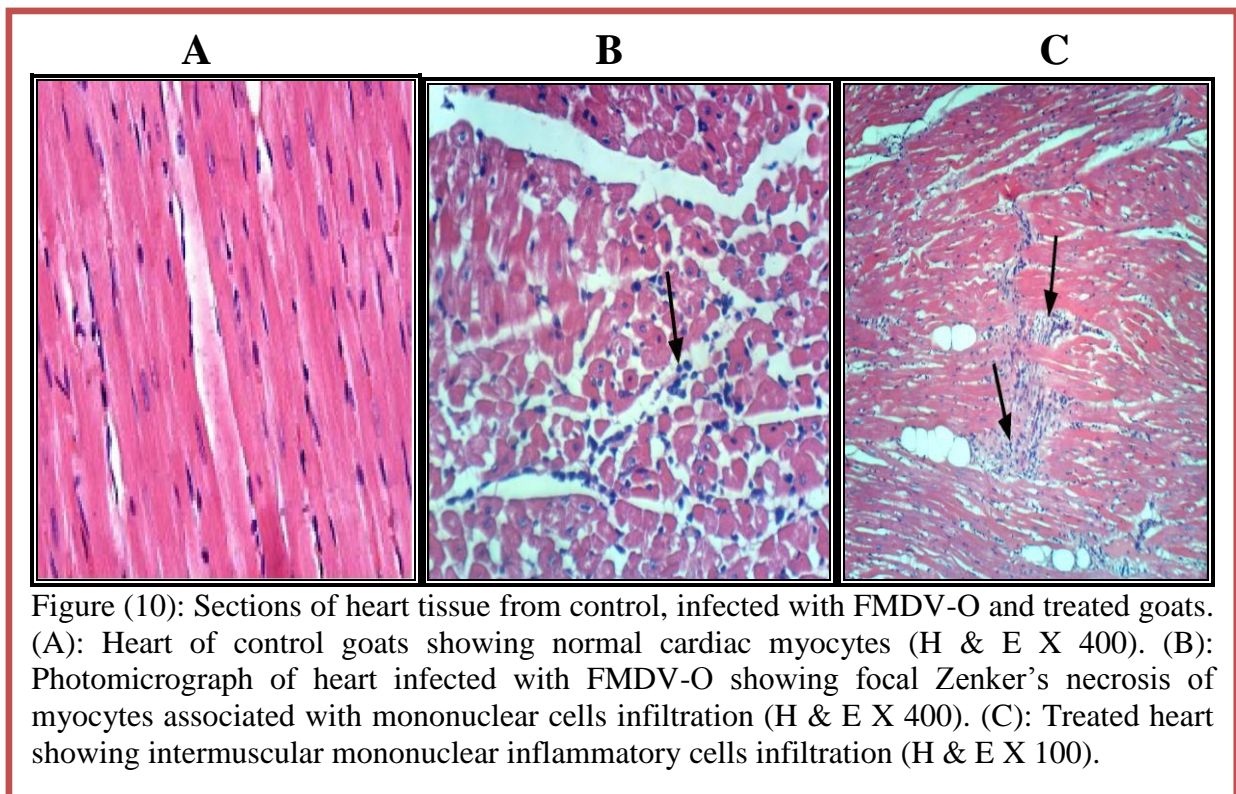 A B C
Figure (10): Sections of heart tissue from control, infected with FMDV-O and treated goats.
(A): Heart of control goats showing normal cardiac myocytes (H & E X 400). (B):
Photomicrograph of heart infected with FMDV-O showing focal Zenker’s necrosis of
myocytes associated with mononuclear cells infiltration (H & E X 400). (C): Treated heart
showing intermuscular mononuclear inflammatory cells infiltration (H & E X 100).